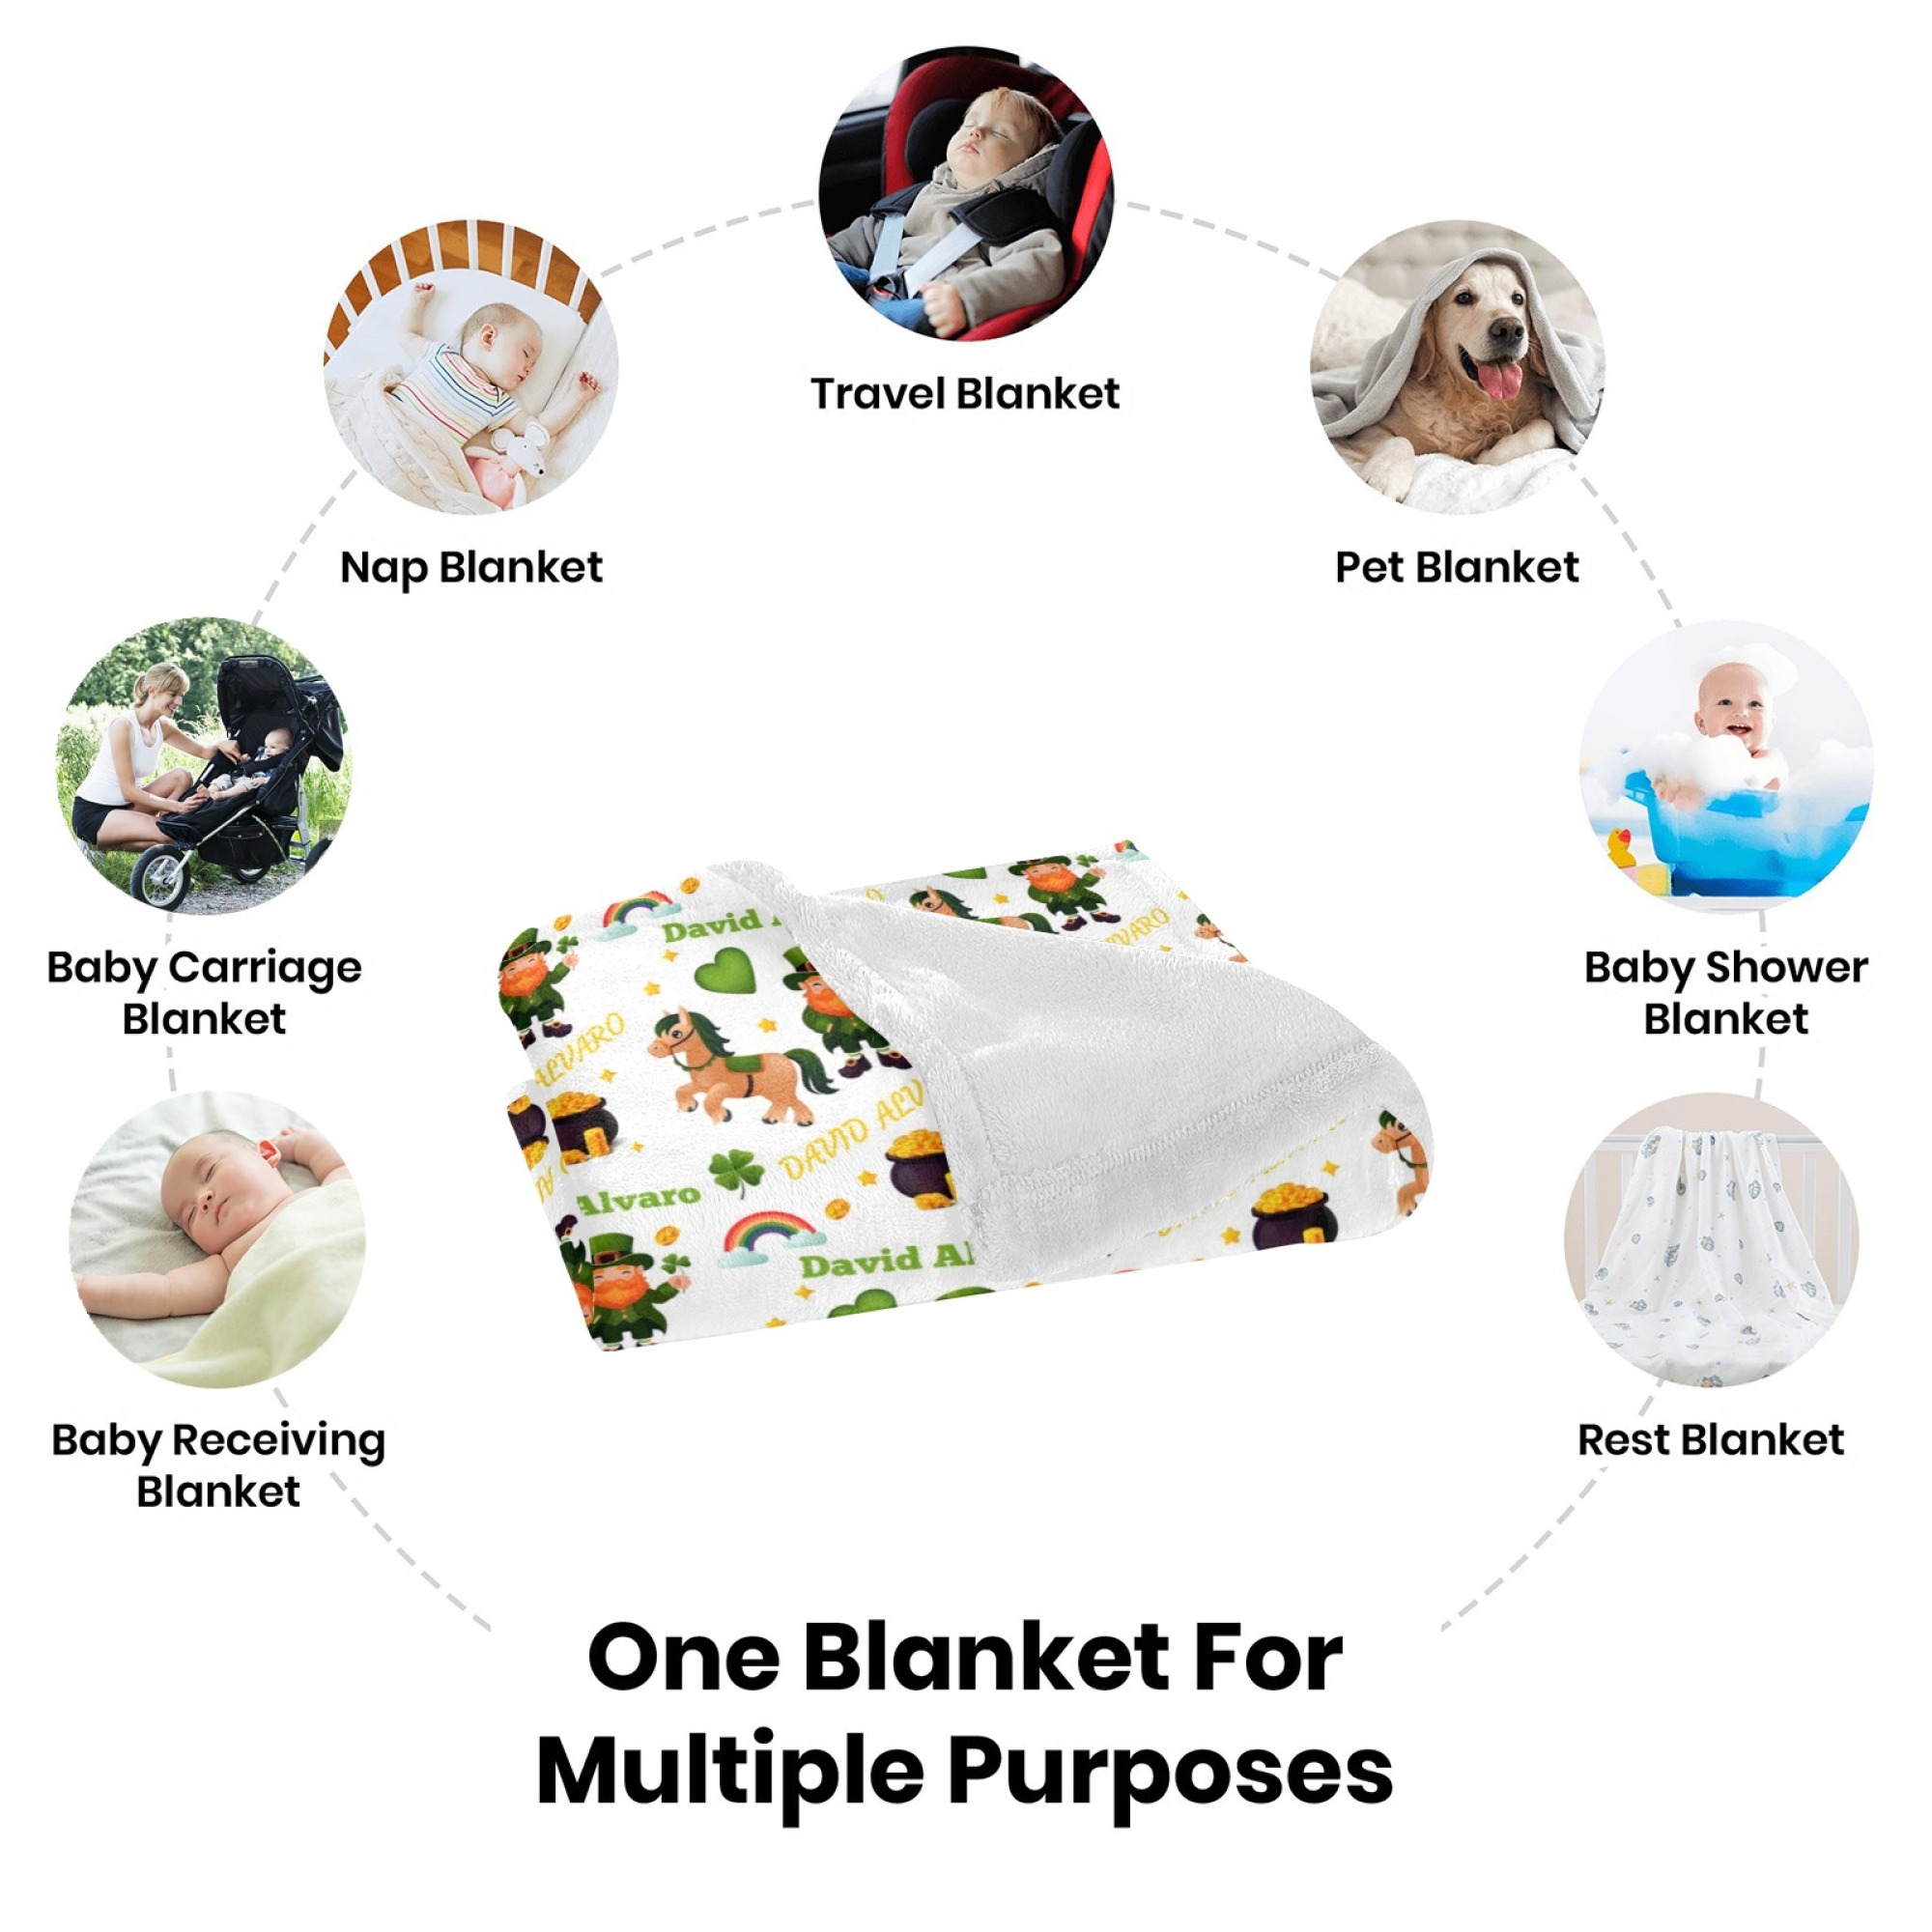 Travel Blanket
Nap Blanket
Pet Blanket
Baby Carriage
Blanket
Baby Shower
Blanket
David
ALVARO
DAVID ALV
Alvaro
David Al
Baby Receiving
Blanket
Rest Blanket
One Blanket For
Multiple Purposes